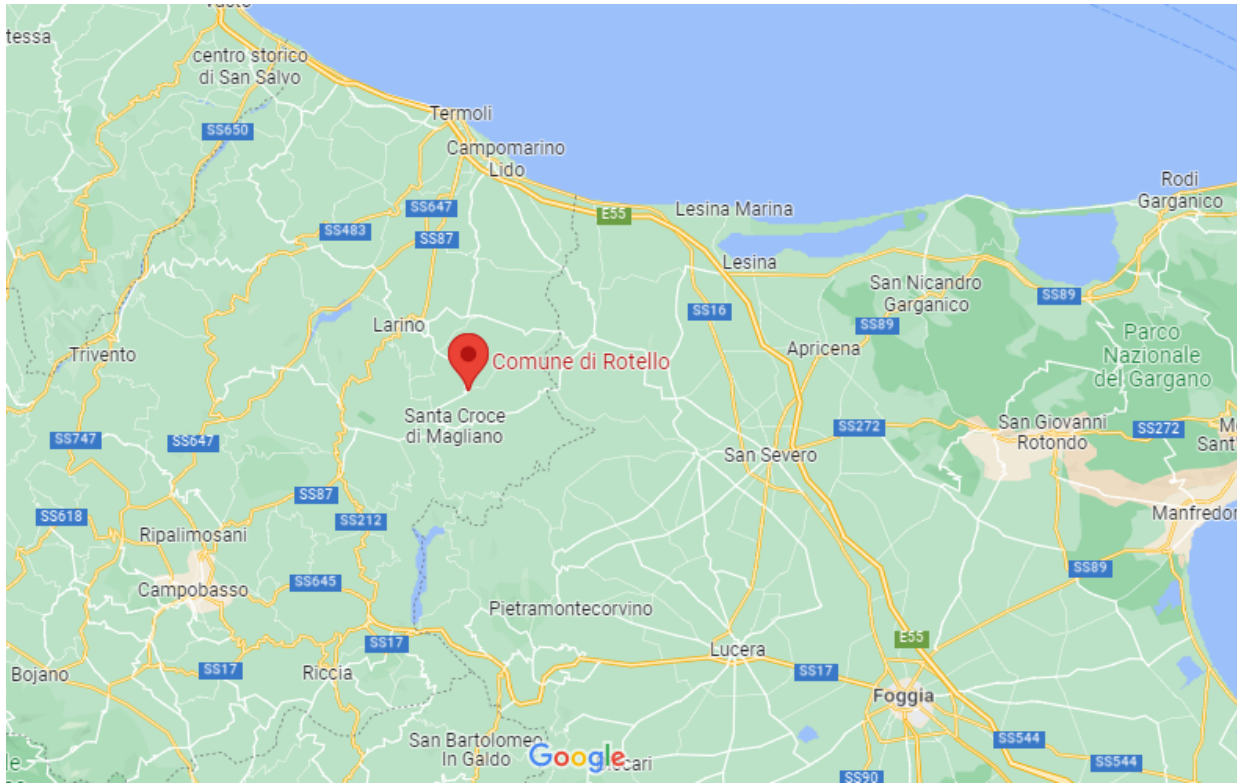 tessa
centro storico
di San Salvo
Termoli
SS650
Campomarino
Lido
Rodi
Garganico
SS647
E55
Lesina Marina
SS483
SS87
Lesina
San Nicandro
Garganico
SS89
SS16
SS89
Larino
Trivento
Comune di Rotello
Apricena
Parco
Nazionale
del Gargano
Santa Croce
di Magliano
SS747
SS647
San Severo
SS272
San Giovanni
Rotondo
SS272
SS87
SS618
SS212
Ripalimosani
Manfredon
Campobasso
SS645
SS89
Pietramontecorvino
SS17
E55
Lucera
Bojano
SS17
Riccia
SS17
Foggia
San Bartolomeo
In Galdo
Google
SS544
SS544
SS90